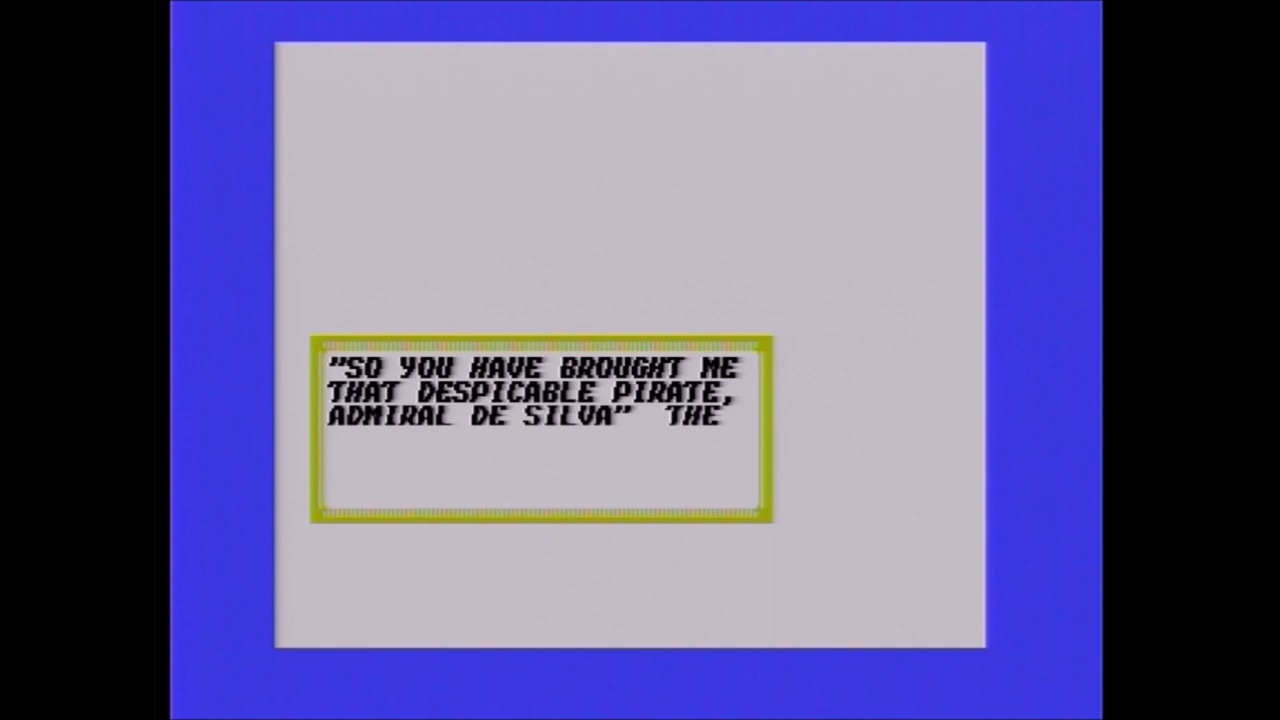 "SO YOU HAVE BROUGHT ME
THAT DESPICABLE PIRATE,
ADMIRAL DE SILVA"  THE